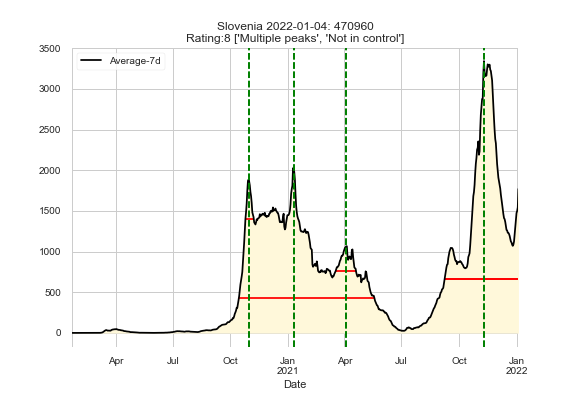 Slovenia 2022-01-04: 470960
Rating:8 ['Multiple peaks', 'Not in control']
Average-7d
3500
3000
2500
2000
1500
1000
500
0
Apr Jul Oct Jan Apr Jul Oct Jan
2021 2022
Date